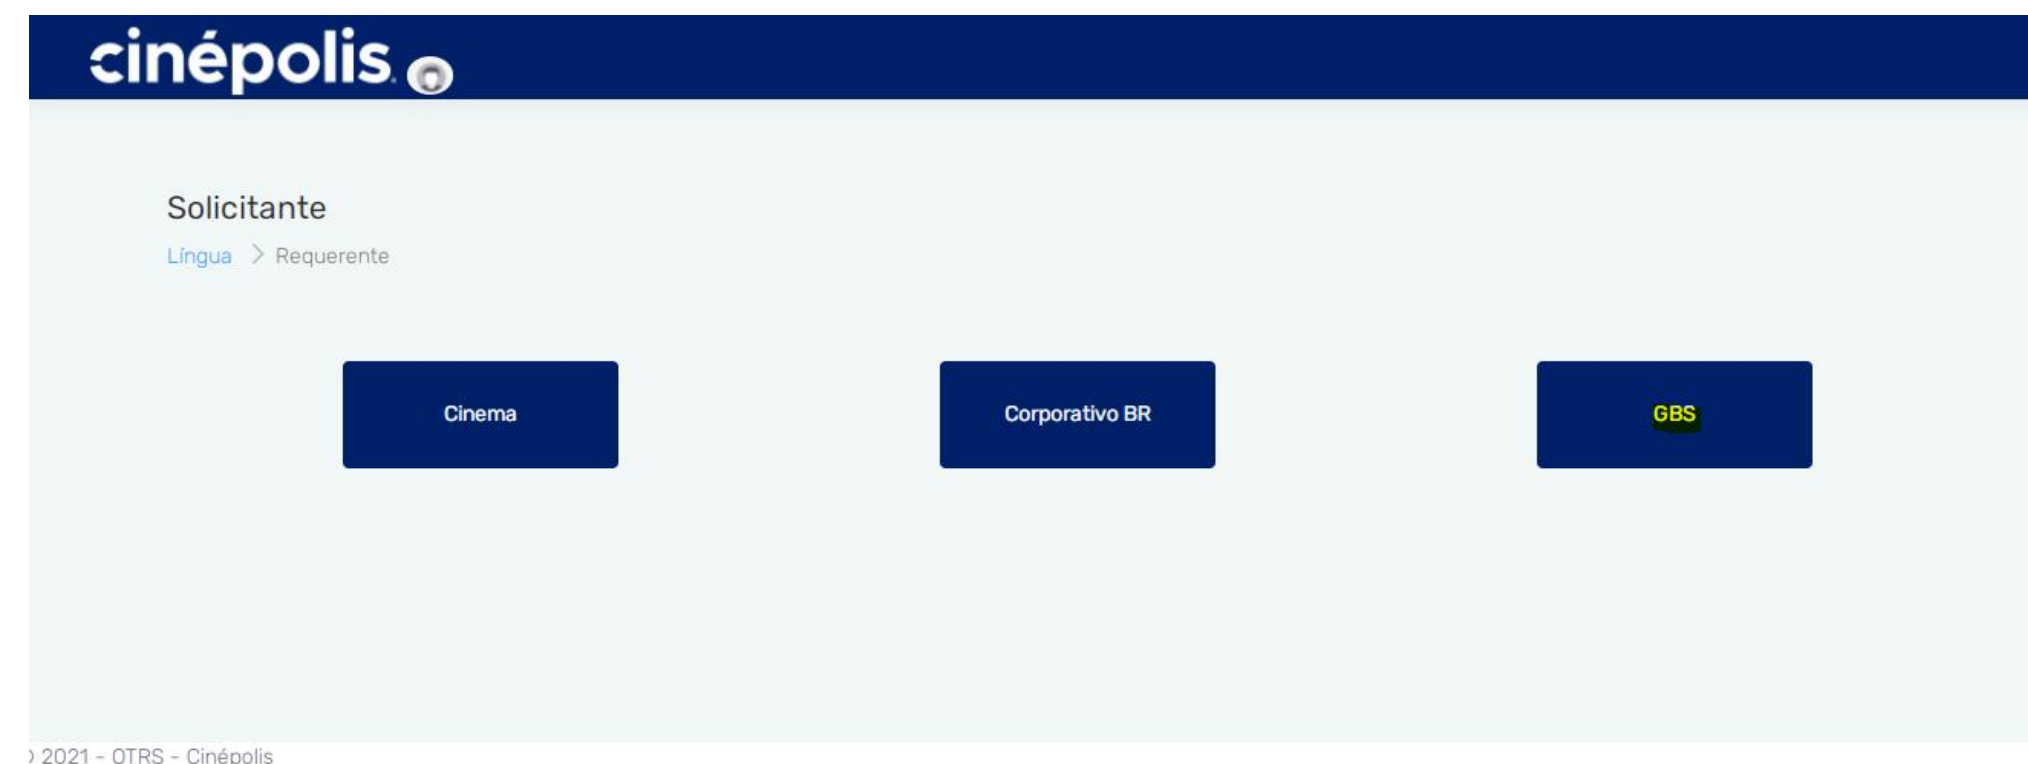 cinépolis
Solicitante
Língua > Requerente
Cinema
Corporativo BR
GBS
2021 - OTRS - Cinépolis